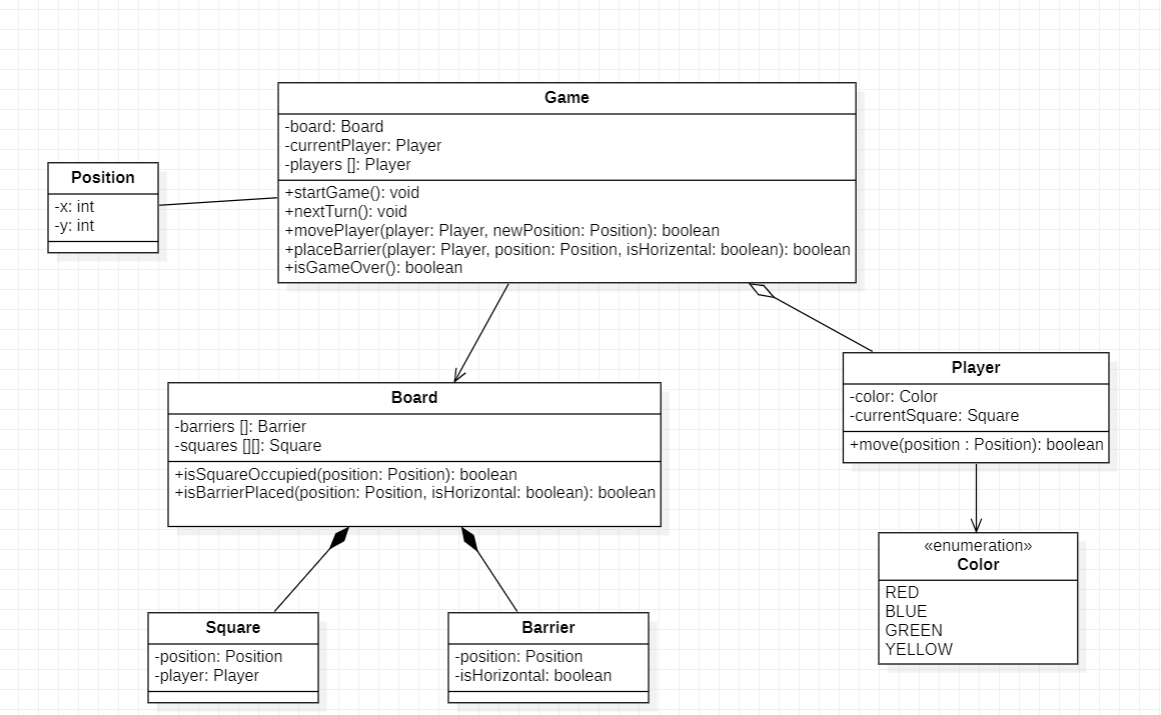 Game
-board: Board
-currentPlayer: Player
-players []: Player
+startGame(): void
+nextTurn(): void
+movePlayer(player: Player, newPosition: Position): boolean
+placeBarrier(player: Player, position: Position, isHorizental: boolean): boolean
+isGameOver(): boolean
Position
-x: int
-y: int
Board
-barriers []: Barrier
-squares [][]: Square
+isSquareOccupied(position: Position): boolean
+isBarrierPlaced(position: Position, isHorizontal: boolean): boolean
Player
-color: Color
-currentSquare: Square
+move(position : Position): boolean
«enumeration»
Color
RED
BLUE
GREEN
YELLOW
Square
-position: Position
-player: Player
Barrier
-position: Position
-isHorizontal: boolean